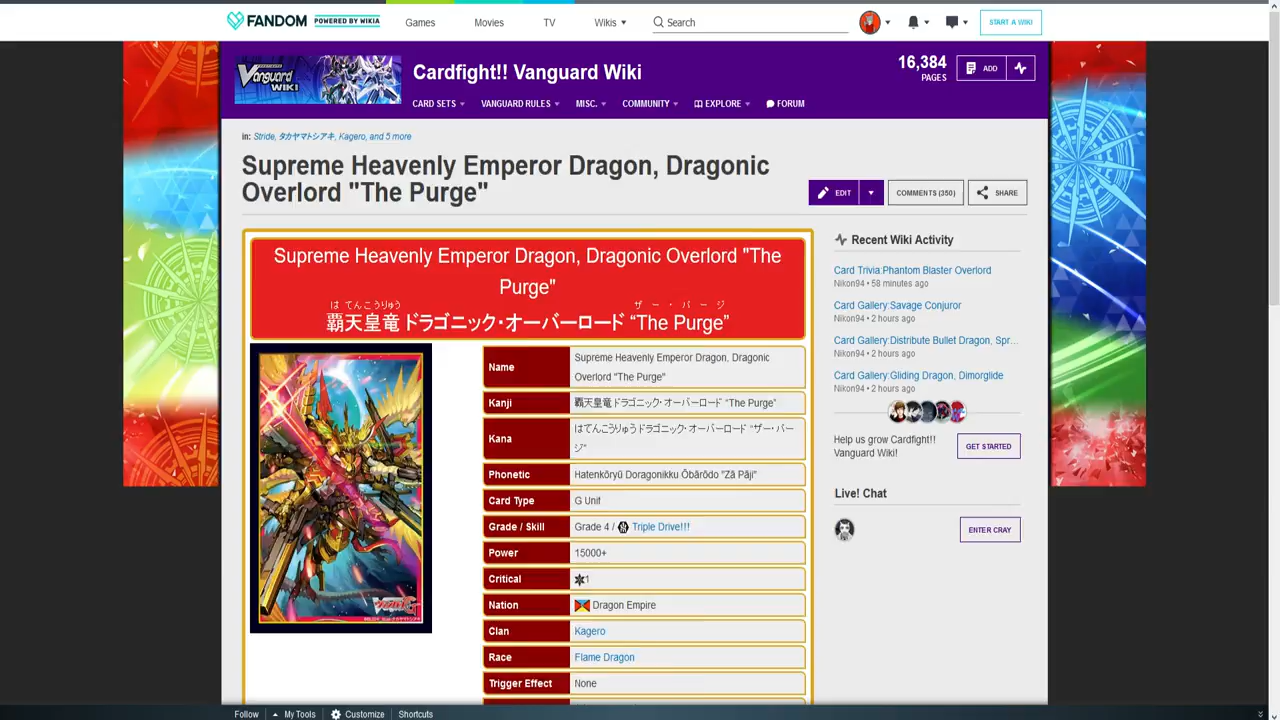 FANDOM POWERED BY WIKIA Games Movies TV Wikis Search START A WIKI
Vanguard WIKI
Cardfight!! Vanguard Wiki
16,384 PAGES
ADD
CARD SETS VANGUARD RULES MISC. COMMUNITY EXPLORE FORUM
in: Stride, タカヤマトシアキ, Kagero, and 5 more
Supreme Heavenly Emperor Dragon, Dragonic
Overlord "The Purge"
EDIT COMMENTS (350) SHARE
Supreme Heavenly Emperor Dragon, Dragonic Overlord "The
Purge"
は てんこうりゅう ザー・パージ
覇天皇竜 ドラゴニック・オーバーロード “The Purge”
Name Supreme Heavenly Emperor Dragon, Dragonic
Overlord "The Purge"
Kanji 覇天皇竜 ドラゴニック・オーバーロード “The Purge”
Kana はてんこうりゅう ドラゴニック・オーバーロード “ザー・パー
ジ”
Phonetic Hatenkōryū Doragonikku Ōbārōdo "Zā Pāji"
Card Type G Unit
Grade / Skill Grade 4 / Triple Drive!!!
Power 15000+
Critical 1
Nation Dragon Empire
Clan Kagero
Race Flame Dragon
Trigger Effect None
Recent Wiki Activity
Card Trivia:Phantom Blaster Overlord
Nikon94 • 58 minutes ago
Card Gallery:Savage Conjuror
Nikon94 • 2 hours ago
Card Gallery:Distribute Bullet Dragon, Spr...
Nikon94 • 2 hours ago
Card Gallery:Gliding Dragon, Dimorglide
Nikon94 • 2 hours ago
Help us grow Cardfight!!
Vanguard Wiki!
GET STARTED
Live! Chat
ENTER CRAY
Follow My Tools Customize Shortcuts